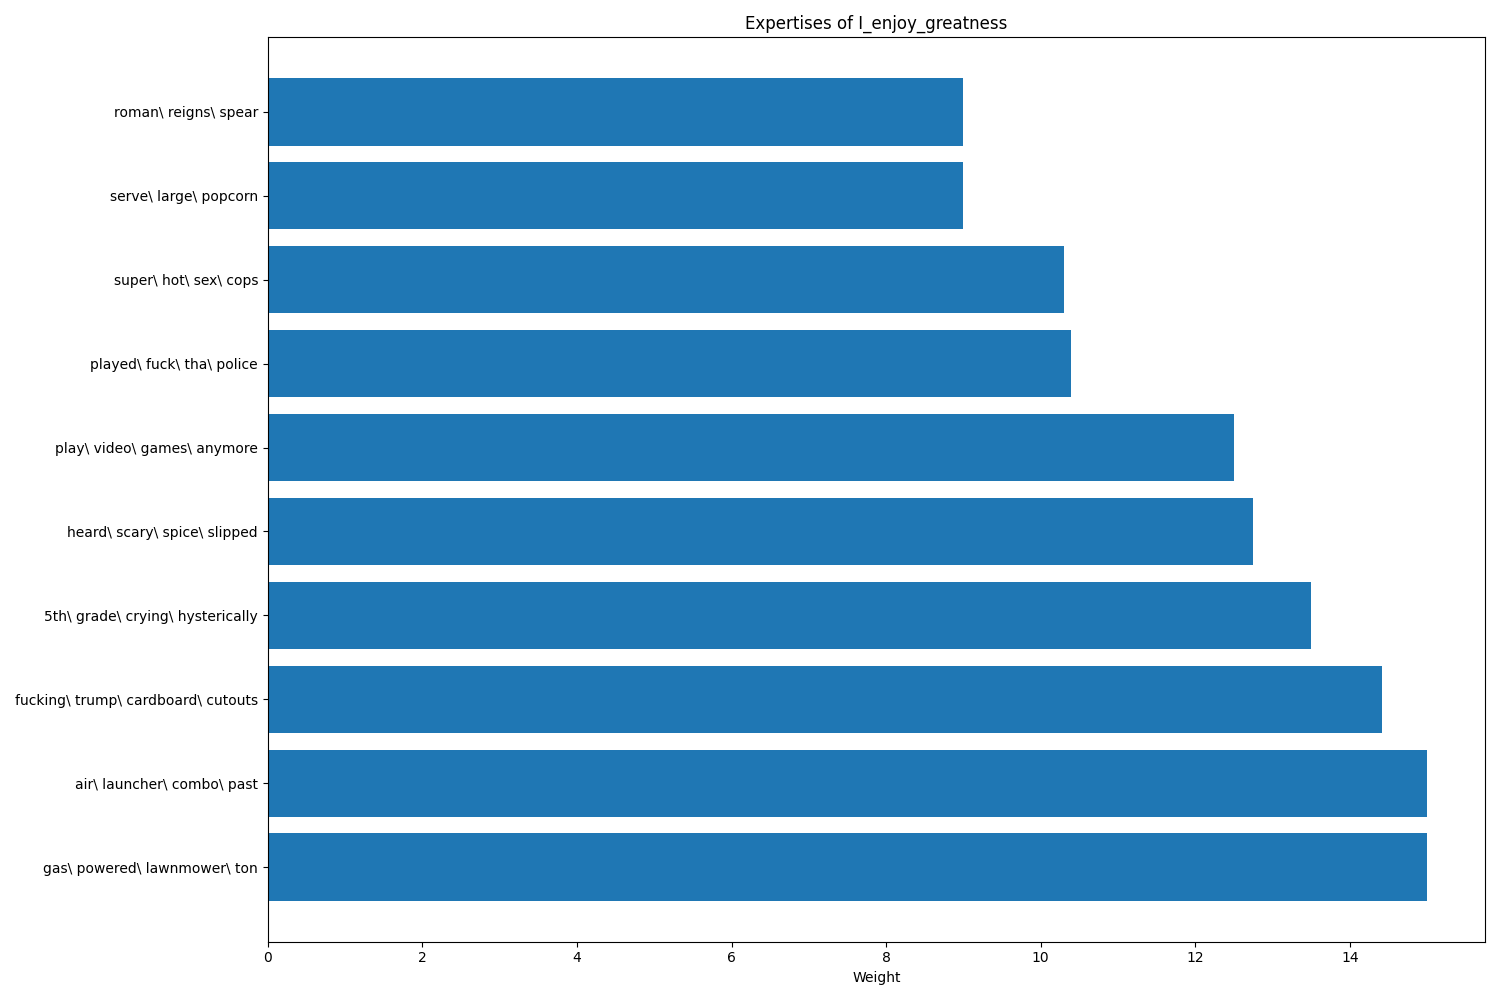 Expertises of I_enjoy_greatness
roman\ reigns\ spear
serve\ large\ popcorn
super\ hot\ sex\ cops
played\ fuck\ tha\ police
play\ video\ games\ anymore
heard\ scary\ spice\ slipped
5th\ grade\ crying\ hysterically
fucking\ trump\ cardboard\ cutouts
air\ launcher\ combo\ past
gas\ powered\ lawnmower\ ton
0 2 4 6 8 10 12 14
Weight